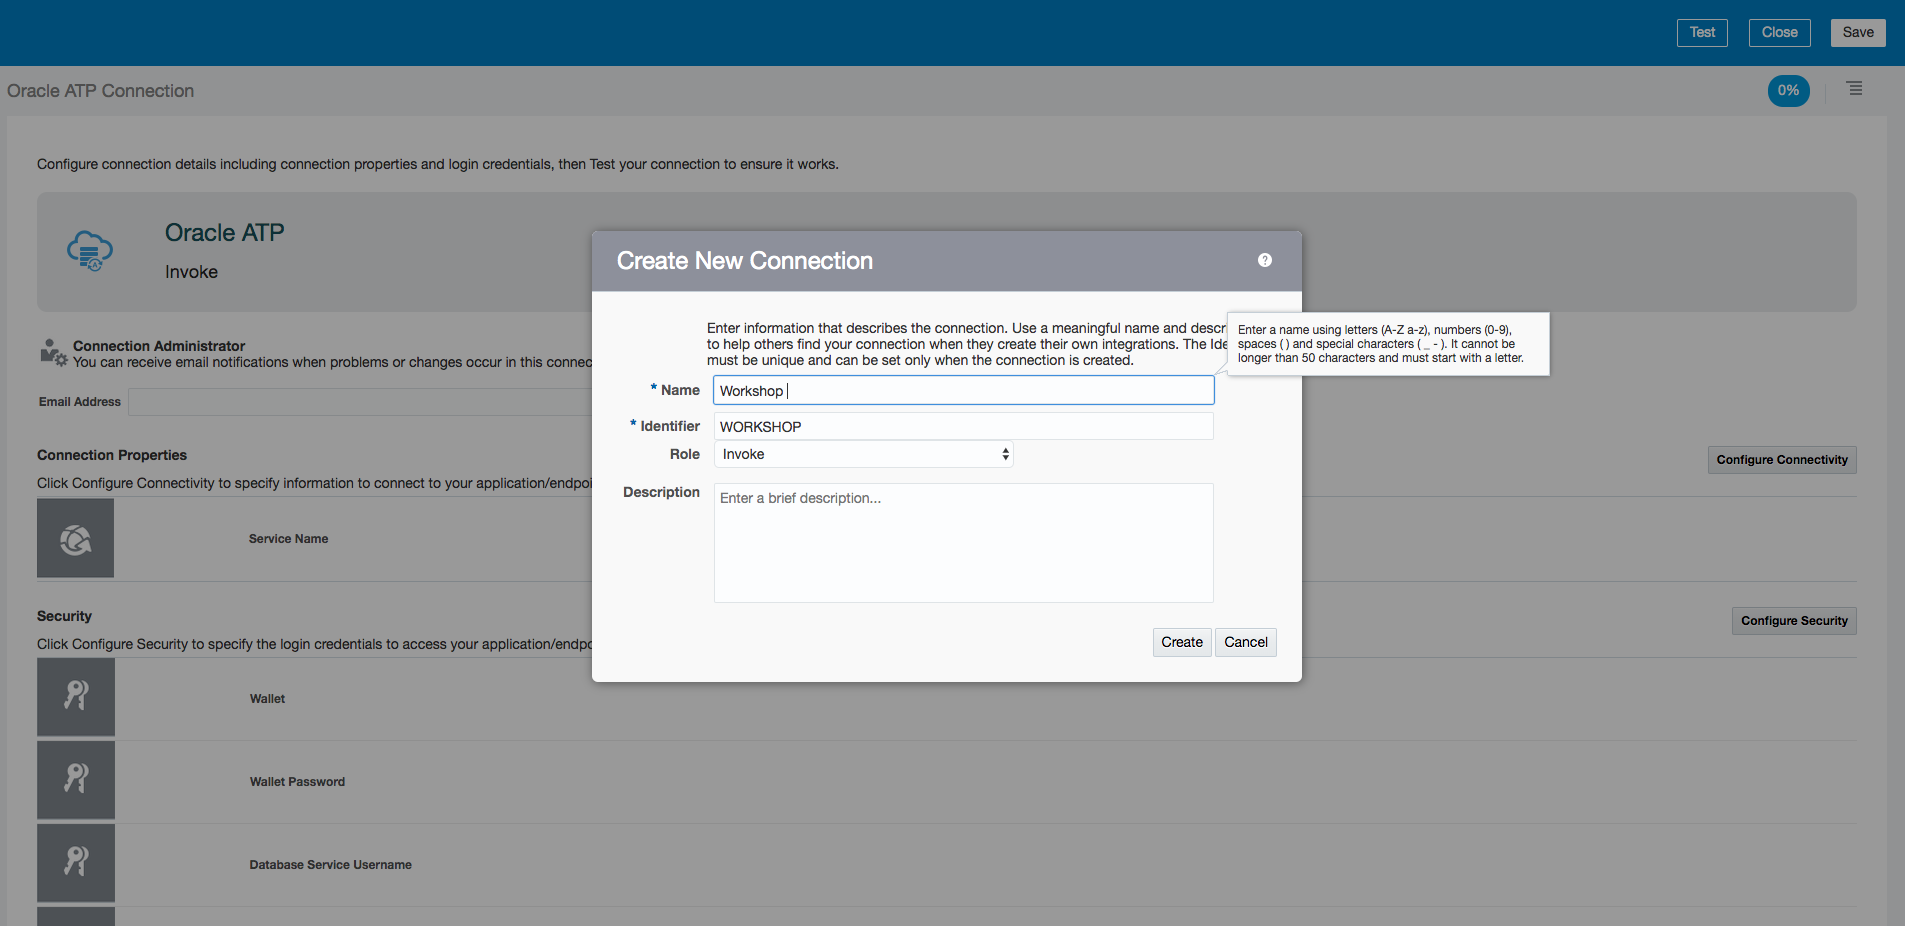 Test
Close
Save
Oracle ATP Connection
0%
Configure connection details including connection properties and login credentials, then Test your connection to ensure it works.
Oracle ATP
Invoke
Connection Administrator
You can receive email notifications when problems or changes occur in this connec
Email Address
Connection Properties
Configure Connectivity
Click Configure Connectivity to specify information to connect to your application/endpoi
Service Name
Security
Configure Security
Click Configure Security to specify the login credentials to access your application/endpo
Wallet
Wallet Password
Database Service Username
Create New Connection
?
Enter information that describes the connection. Use a meaningful name and descr
to help others find your connection when they create their own integrations. The Ide
must be unique and can be set only when the connection is created.
Enter a name using letters (A-Z a-z), numbers (0-9),
spaces ( ) and special characters ( _ - ). It cannot be
longer than 50 characters and must start with a letter.
* Name
Workshop
* Identifier
WORKSHOP
Role
Invoke
Description
Enter a brief description...
Create
Cancel